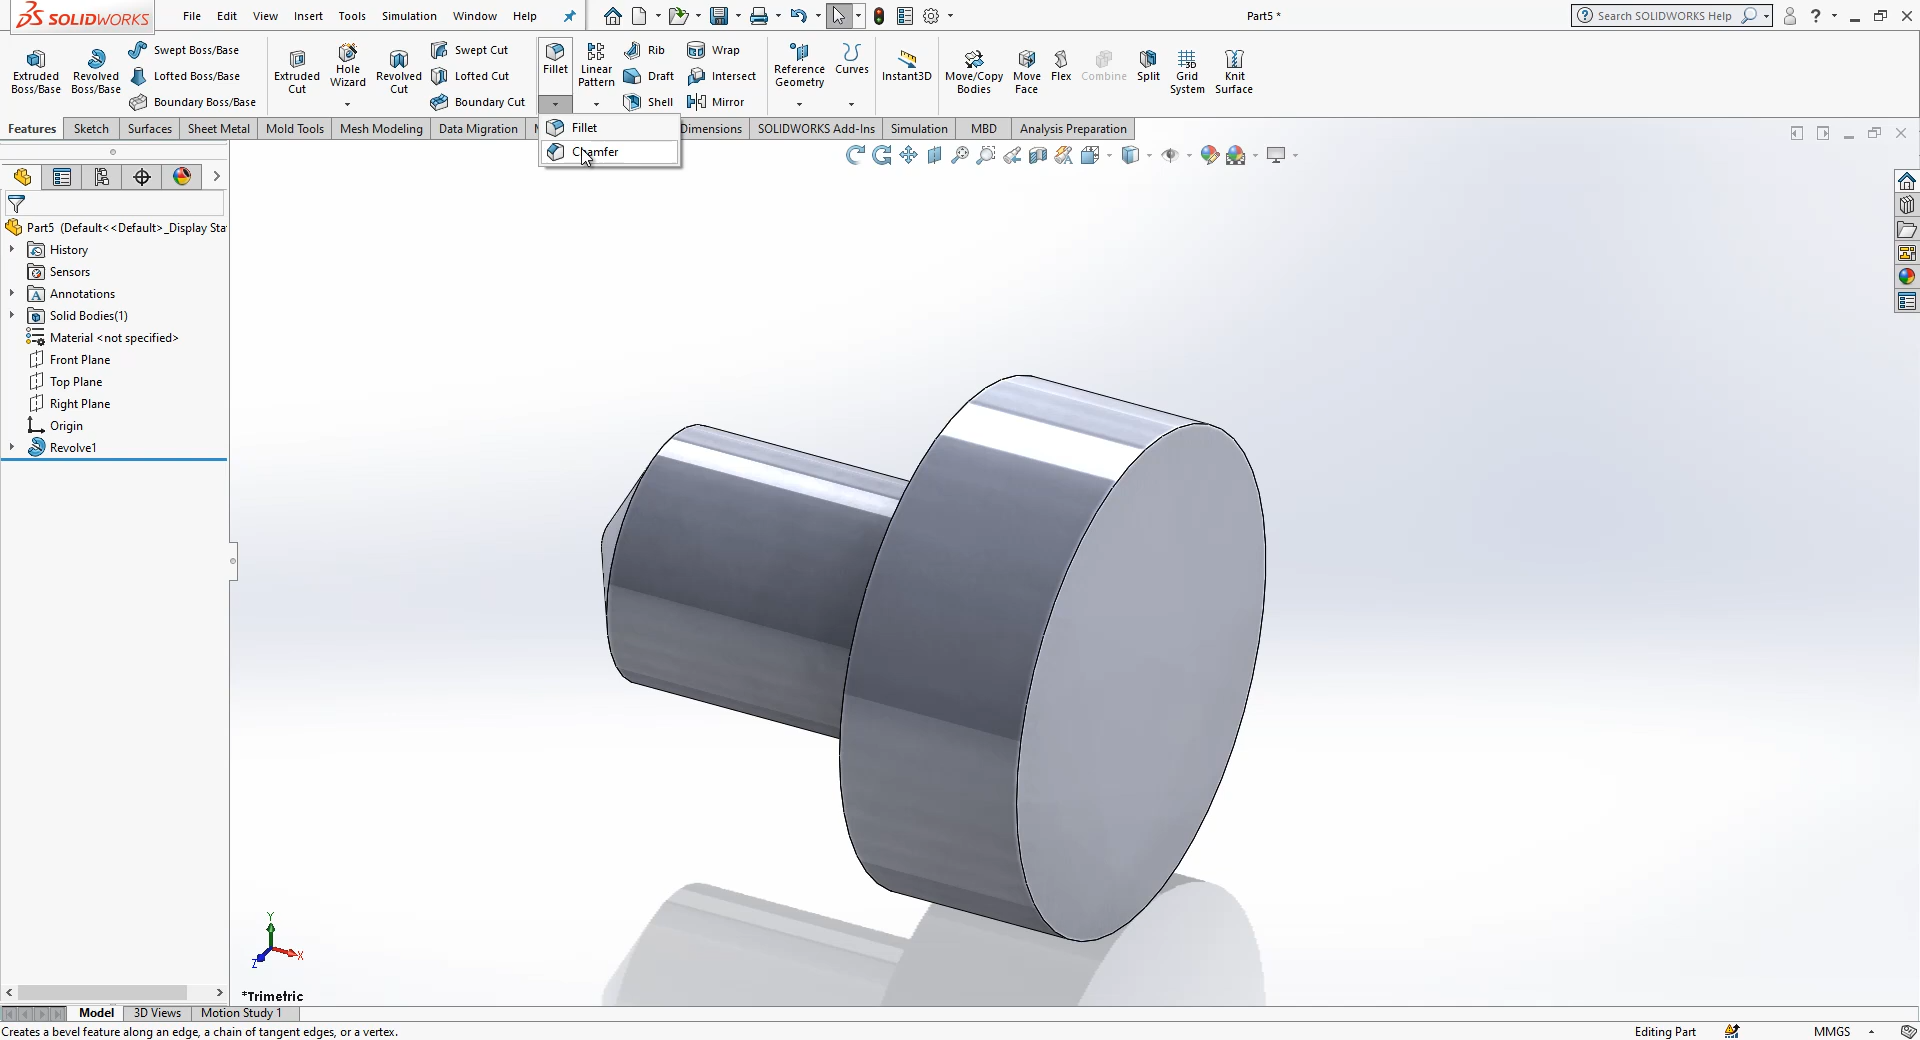 SOLIDWORKS
File Edit View Insert Tools Simulation Window Help
Part5 *
Search SOLIDWORKS Help
Extruded Boss/Base
Revolved Boss/Base
Swept Boss/Base
Lofted Boss/Base
Boundary Boss/Base
Extruded Cut
Hole Wizard
Revolved Cut
Swept Cut
Lofted Cut
Boundary Cut
Fillet
Linear Pattern
Rib
Draft
Shell
Wrap
Intersect
Mirror
Reference Geometry
Curves
Instant3D
Move/Copy Bodies
Move Face
Flex
Combine
Split
Grid System
Knit Surface
Features Sketch Surfaces Sheet Metal Mold Tools Mesh Modeling Data Migration Dimensions SOLIDWORKS Add-Ins Simulation MBD Analysis Preparation
Fillet
Chamfer
Part5 (Default<<Default>_Display Sta
History
Sensors
Annotations
Solid Bodies(1)
Material <not specified>
Front Plane
Top Plane
Right Plane
Origin
Revolve1
Y
X
Z
*Trimetric
Model 3D Views Motion Study 1
Creates a bevel feature along an edge, a chain of tangent edges, or a vertex.
Editing Part
MMGS